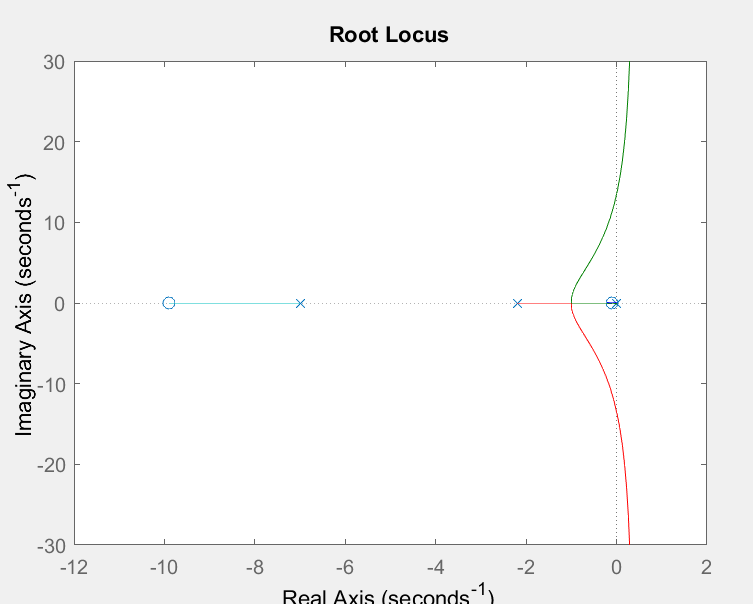 Root Locus
30
20
10
0
-10
-20
-30
Imaginary Axis (seconds-1)
-12 -10 -8 -6 -4 -2 0 2
Real Axis (seconds-1)